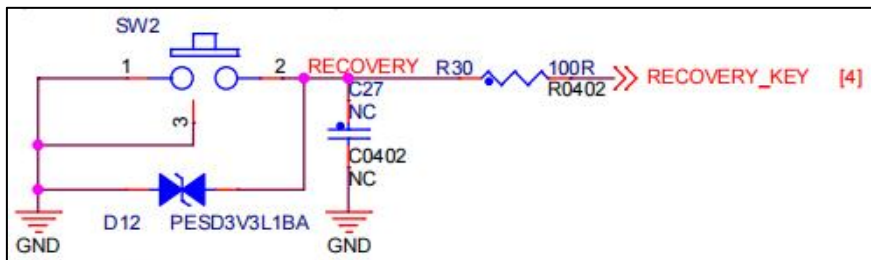 SW2
1
2
RECOVERY
R30
100R
RECOVERY_KEY [4]
C27
R0402
NC
3
C0402
NC
D12 PESD3V3L1BA
GND
GND